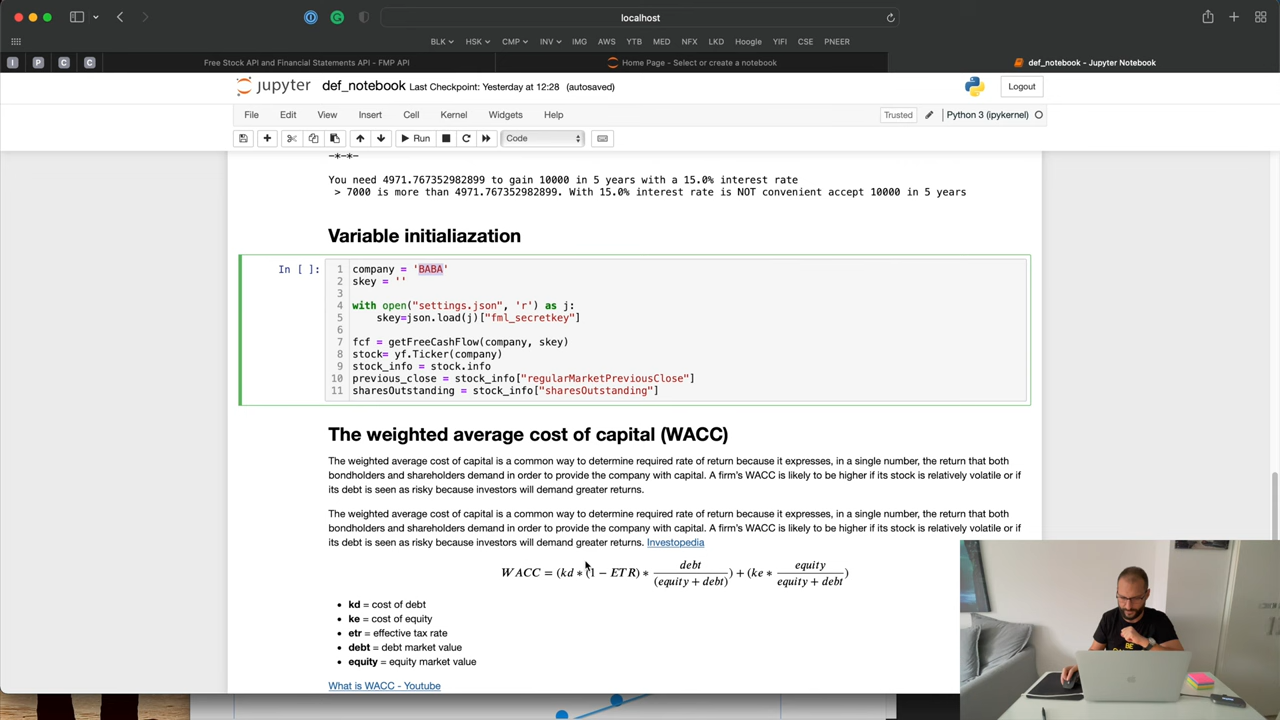 localhost
BLK HSK CMP INV IMG AWS YTB MED NFX LKD Hoogle YIFI CSE PNEER
I P C C Free Stock API and Financial Statements API - FMP API Home Page - Select or create a notebook def_notebook - Jupyter Notebook
jupyter def_notebook Last Checkpoint: Yesterday at 12:28 (autosaved) Logout
File Edit View Insert Cell Kernel Widgets Help Trusted Python 3 (ipykernel)
Run Code
-*-*-
You need 4971.767352982899 to gain 10000 in 5 years with a 15.0% interest rate
> 7000 is more than 4971.767352982899. With 15.0% interest rate is NOT convenient accept 10000 in 5 years
Variable initialiazation
In [ ]: 1 company = 'BABA'
2 skey = ''
3
4 with open("settings.json", 'r') as j:
5 skey=json.load(j)["fml_secretkey"]
6
7 fcf = getFreeCashFlow(company, skey)
8 stock= yf.Ticker(company)
9 stock_info = stock.info
10 previous_close = stock_info["regularMarketPreviousClose"]
11 sharesOutstanding = stock_info["sharesOutstanding"]
The weighted average cost of capital (WACC)
The weighted average cost of capital is a common way to determine required rate of return because it expresses, in a single number, the return that both
bondholders and shareholders demand in order to provide the company with capital. A firm's WACC is likely to be higher if its stock is relatively volatile or if
its debt is seen as risky because investors will demand greater returns.
The weighted average cost of capital is a common way to determine required rate of return because it expresses, in a single number, the return that both
bondholders and shareholders demand in order to provide the company with capital. A firm's WACC is likely to be higher if its stock is relatively volatile or if
its debt is seen as risky because investors will demand greater returns. Investopedia
WACC = (kd * (1 − ETR) * debt / (equity + debt)) + (ke * equity / equity + debt)
• kd = cost of debt
• ke = cost of equity
• etr = effective tax rate
• debt = debt market value
• equity = equity market value
What is WACC - Youtube